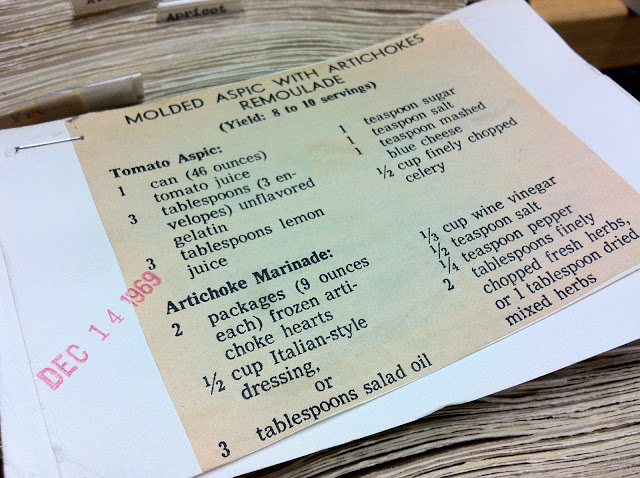 Apricot
MOLDED ASPIC WITH ARTICHOKES
REMOULADE
(Yield: 8 to 10 servings)
Tomato Aspic:
1 can (46 ounces)
tomato juice
3 tablespoons (3 en-
velopes) unflavored
gelatin
3 tablespoons lemon
juice
1 teaspoon sugar
1 teaspoon salt
1 teaspoon mashed
blue cheese
½ cup finely chopped
celery
Artichoke Marinade:
2 packages (9 ounces
each) frozen arti-
choke hearts
½ cup Italian-style
dressing,
or
3 tablespoons salad oil
⅓ cup wine vinegar
½ teaspoon salt
¼ teaspoon pepper
2 tablespoons finely
chopped fresh herbs,
or 1 tablespoon dried
mixed herbs
DEC 14 1969